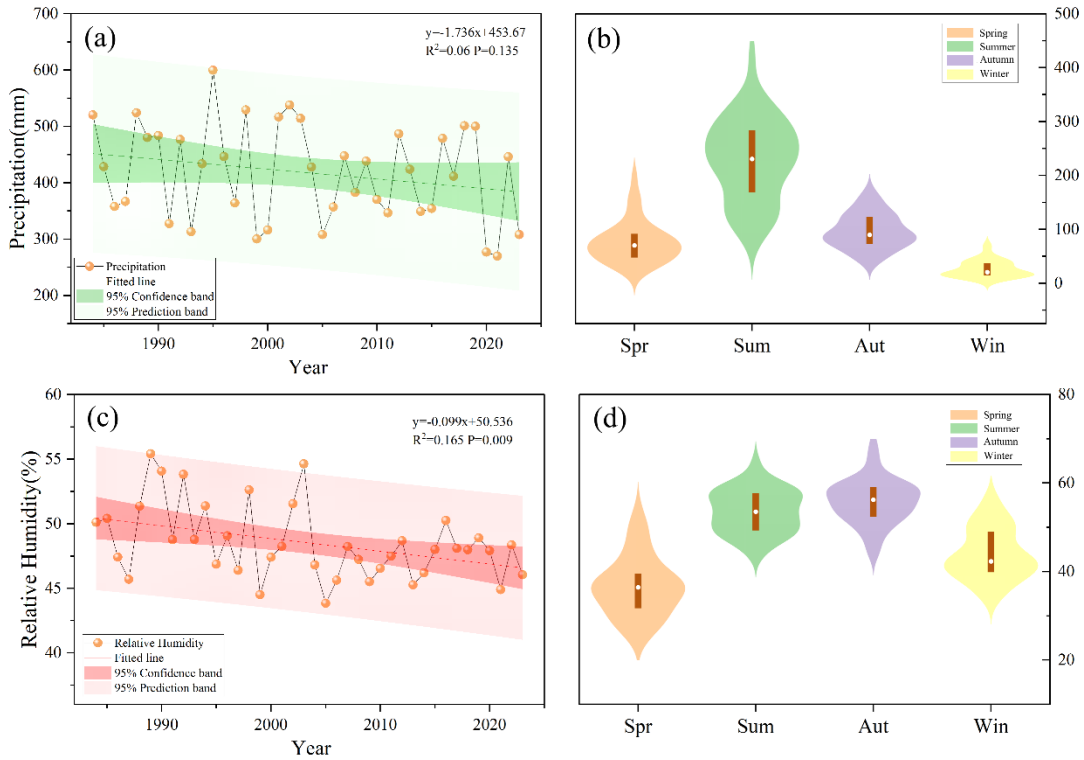 (a)
y=-1.736x+453.67
R²=0.06 P=0.135
700
600
500
400
300
200
Precipitation(mm)
Precipitation
Fitted line
95% Confidence band
95% Prediction band
1990
2000
2010
2020
Year
(b)
Spring
Summer
Autumn
Winter
500
400
300
200
100
0
Spr
Sum
Aut
Win
(c)
y=-0.099x+50.536
R²=0.165 P=0.009
60
55
50
45
40
Relative Humidity(%)
Relative Humidity
Fitted line
95% Confidence band
95% Prediction band
1990
2000
2010
2020
Year
(d)
Spring
Summer
Autumn
Winter
80
60
40
20
Spr
Sum
Aut
Win